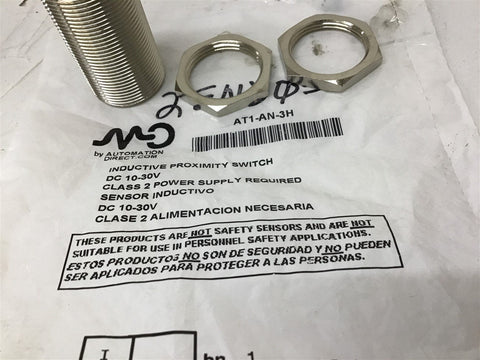 AT1-AN-3H
by AUTOMATION
DIRECT.COM
INDUCTIVE PROXIMITY SWITCH
DC 10-30V
CLASS 2 POWER SUPPLY REQUIRED
SENSOR INDUCTIVO
DC 10-30V
CLASE 2 ALIMENTACION NECESARIA
THESE PRODUCTS ARE NOT SAFETY SENSORS AND ARE NOT
SUITABLE FOR USE IN PERSONNEL SAFETY APPLICATIONS.
ESTOS PRODUCTOS NO SON DE SEGURIDAD Y NO PUEDEN
SER APLICADOS PARA PROTEGER A LAS PERSONAS.
I bn 1